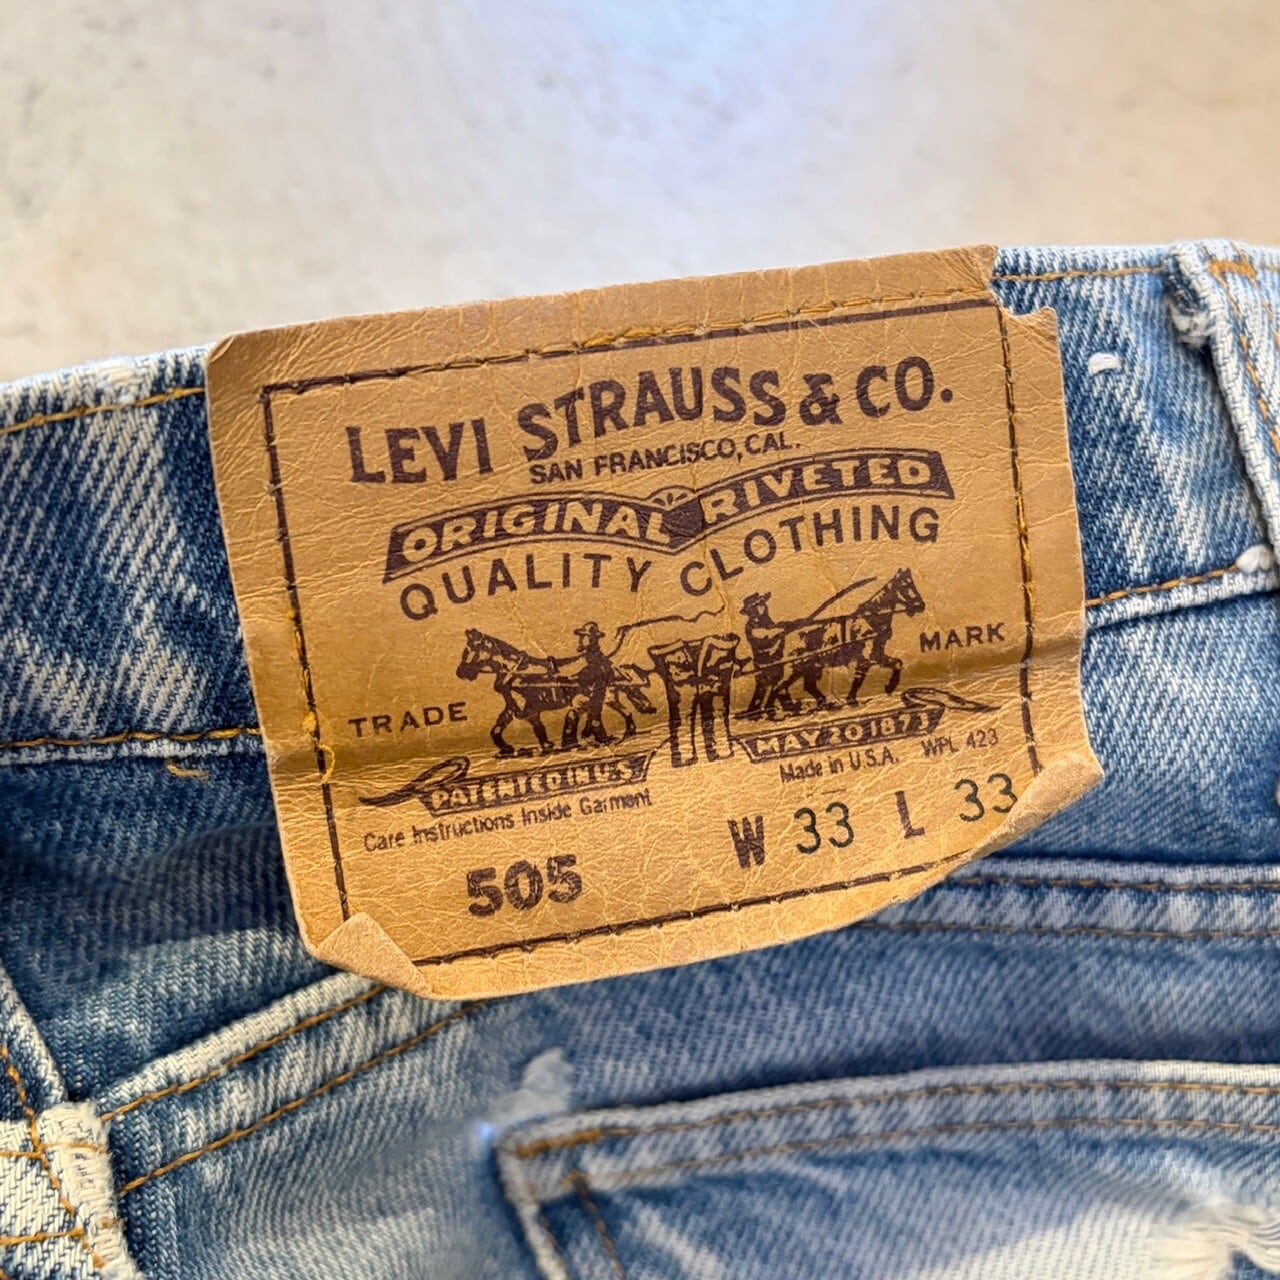 LEVI STRAUSS & CO.
SAN FRANCISCO, CAL.
ORIGINAL RIVETED
QUALITY CLOTHING
TRADE MARK
PATENTED IN U.S. MAY 20 1873
Care Instructions Inside Garment Made in U.S.A. WPL 423
505 W 33 L 33